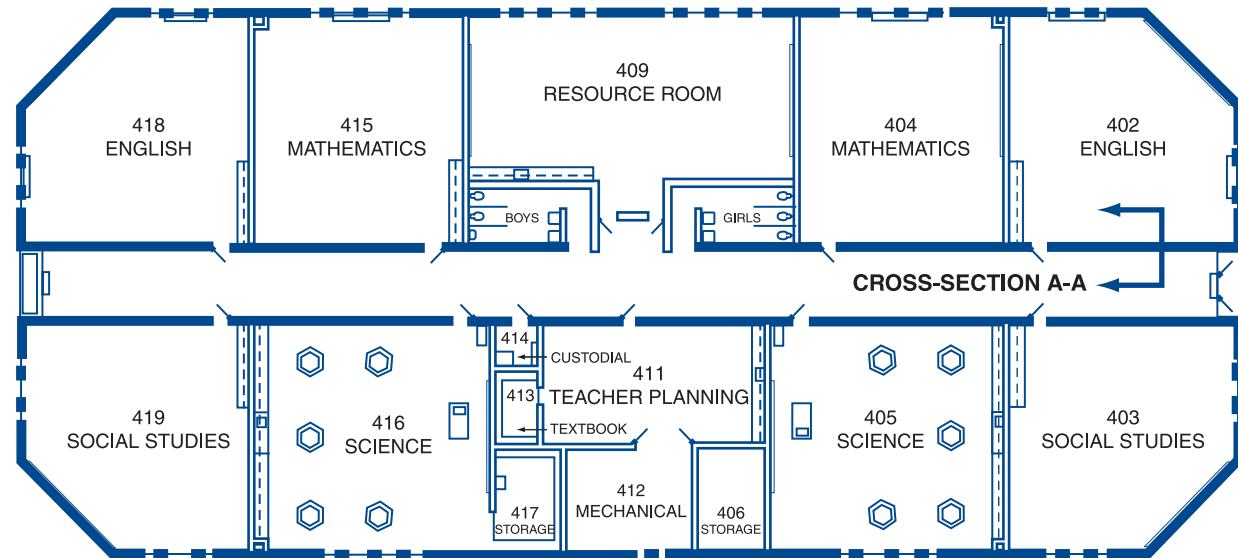 409
RESOURCE ROOM
418
ENGLISH
415
MATHEMATICS
404
MATHEMATICS
402
ENGLISH
BOYS
GIRLS
CROSS-SECTION A-A
414
CUSTODIAL
411
TEACHER PLANNING
413
TEXTBOOK
419
SOCIAL STUDIES
416
SCIENCE
405
SCIENCE
403
SOCIAL STUDIES
417
STORAGE
412
MECHANICAL
406
STORAGE